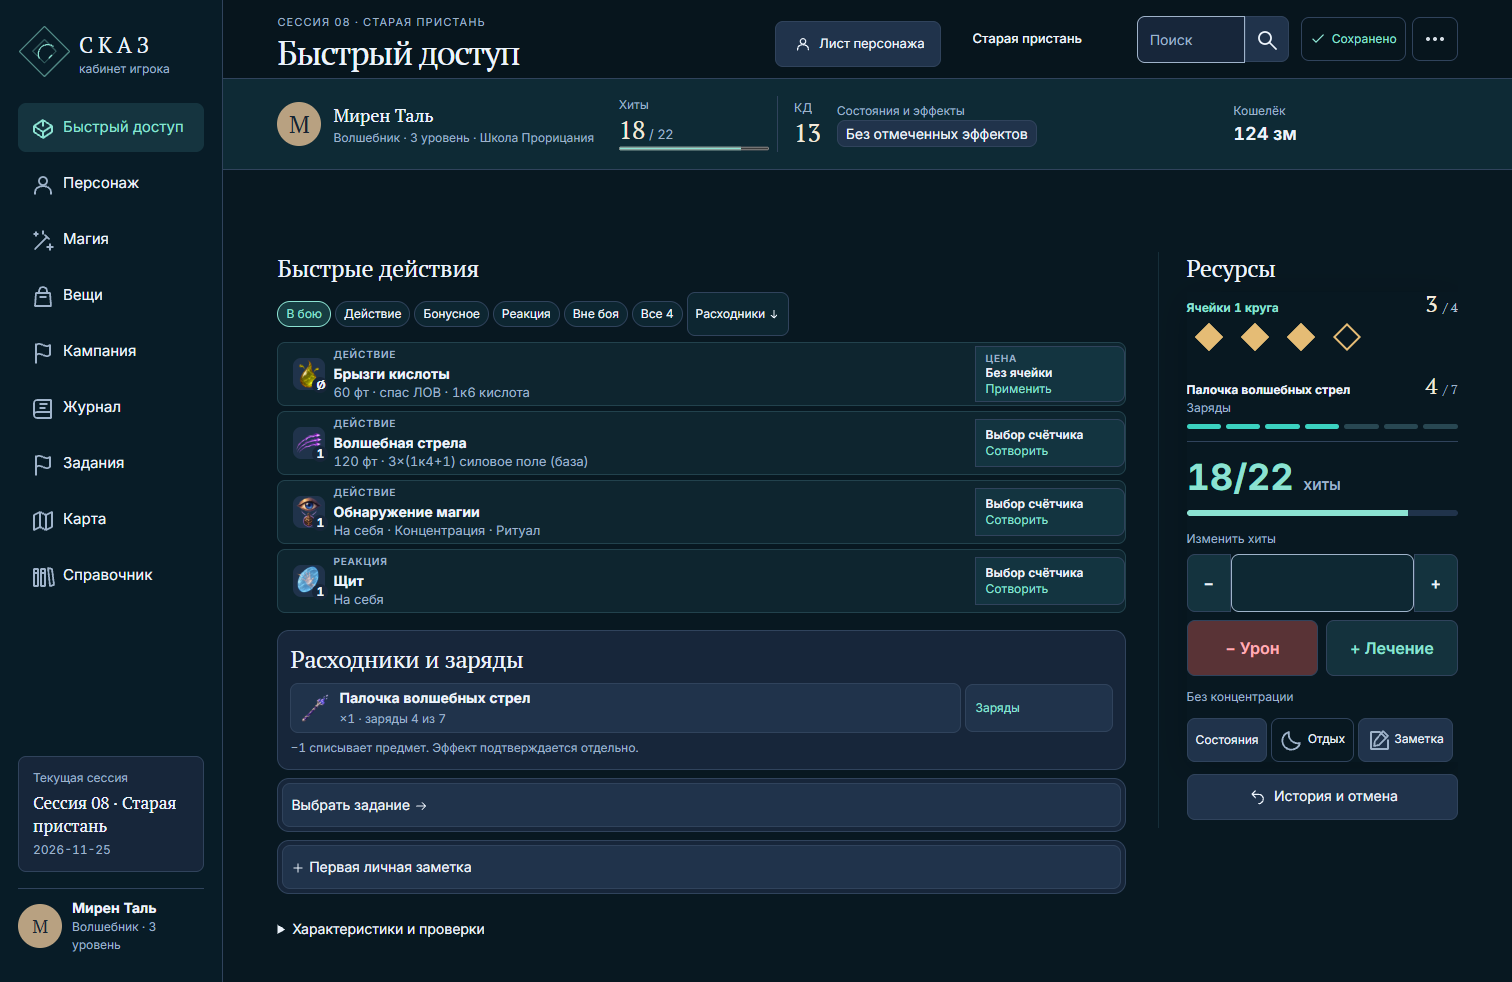 СКАЗ
кабинет игрока
Быстрый доступ
Персонаж
Магия
Вещи
Кампания
Журнал
Задания
Карта
Справочник
Текущая сессия
Сессия 08 · Старая
пристань
2026-11-25
М
Мирен Таль
Волшебник · 3
уровень
СЕССИЯ 08 · СТАРАЯ ПРИСТАНЬ
Быстрый доступ
Лист персонажа
Старая пристань
Поиск
Сохранено
М
Мирен Таль
Волшебник · 3 уровень · Школа Прорицания
Хиты
18 / 22
КД
13
Состояния и эффекты
Без отмеченных эффектов
Кошелёк
124 зм
Быстрые действия
В бою
Действие
Бонусное
Реакция
Вне боя
Все 4
Расходники ↓
ДЕЙСТВИЕ
Брызги кислоты
60 фт · спас ЛОВ · 1к6 кислота
Ø
ЦЕНА
Без ячейки
Применить
ДЕЙСТВИЕ
Волшебная стрела
120 фт · 3×(1к4+1) силовое поле (база)
1
Выбор счётчика
Сотворить
ДЕЙСТВИЕ
Обнаружение магии
На себя · Концентрация · Ритуал
1
Выбор счётчика
Сотворить
РЕАКЦИЯ
Щит
На себя
1
Выбор счётчика
Сотворить
Расходники и заряды
Палочка волшебных стрел
×1 · заряды 4 из 7
Заряды
−1 списывает предмет. Эффект подтверждается отдельно.
Выбрать задание →
+ Первая личная заметка
▶ Характеристики и проверки
Ресурсы
Ячейки 1 круга
3 / 4
Палочка волшебных стрел
4 / 7
Заряды
18/22 хиты
Изменить хиты
−
+
− Урон
+ Лечение
Без концентрации
Состояния
Отдых
Заметка
История и отмена